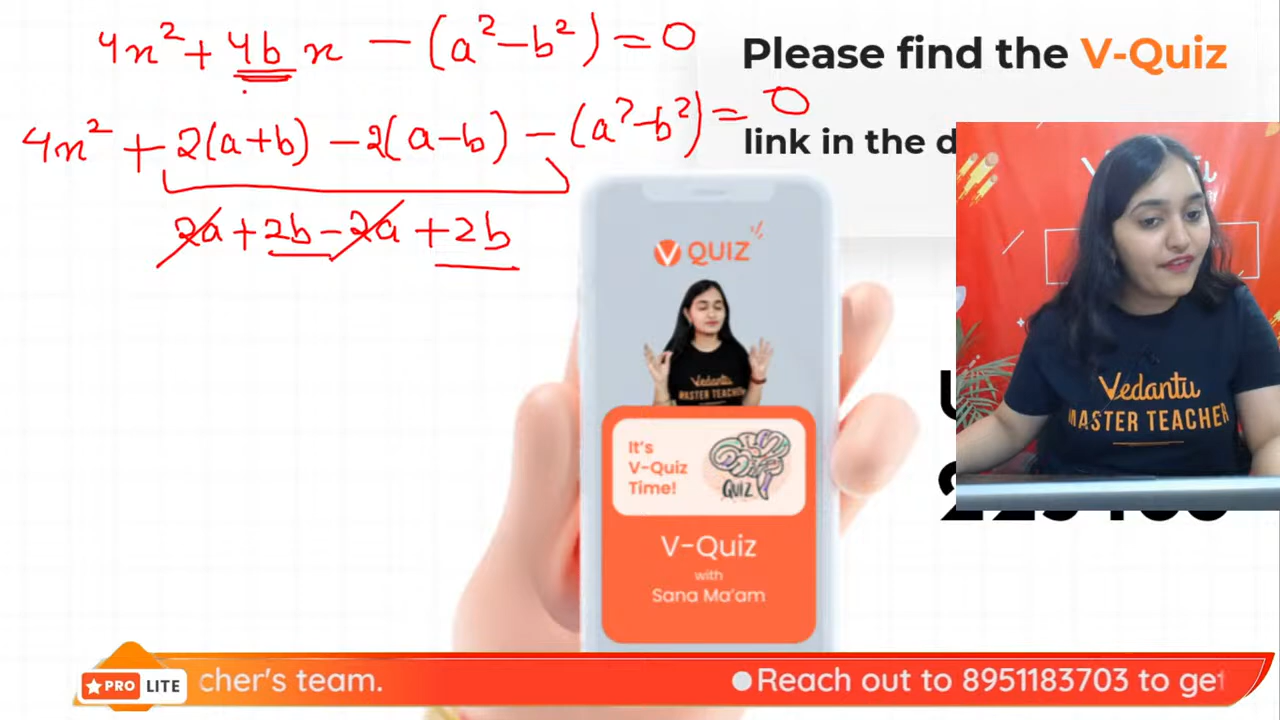 4x² + 4b x - (a² - b²) = 0
4x² + 2(a+b) - 2(a-b) - (a² - b²) = 0
2a + 2b - 2a + 2b
Please find the V-Quiz
link in the d
V QUIZ
It's
V-Quiz
Time!
QUIZ
V-Quiz
with
Sana Ma'am
Vedantu
MASTER TEACHER
Vedantu
MASTER TEACHER
PRO LITE
cher's team.
Reach out to 8951183703 to get